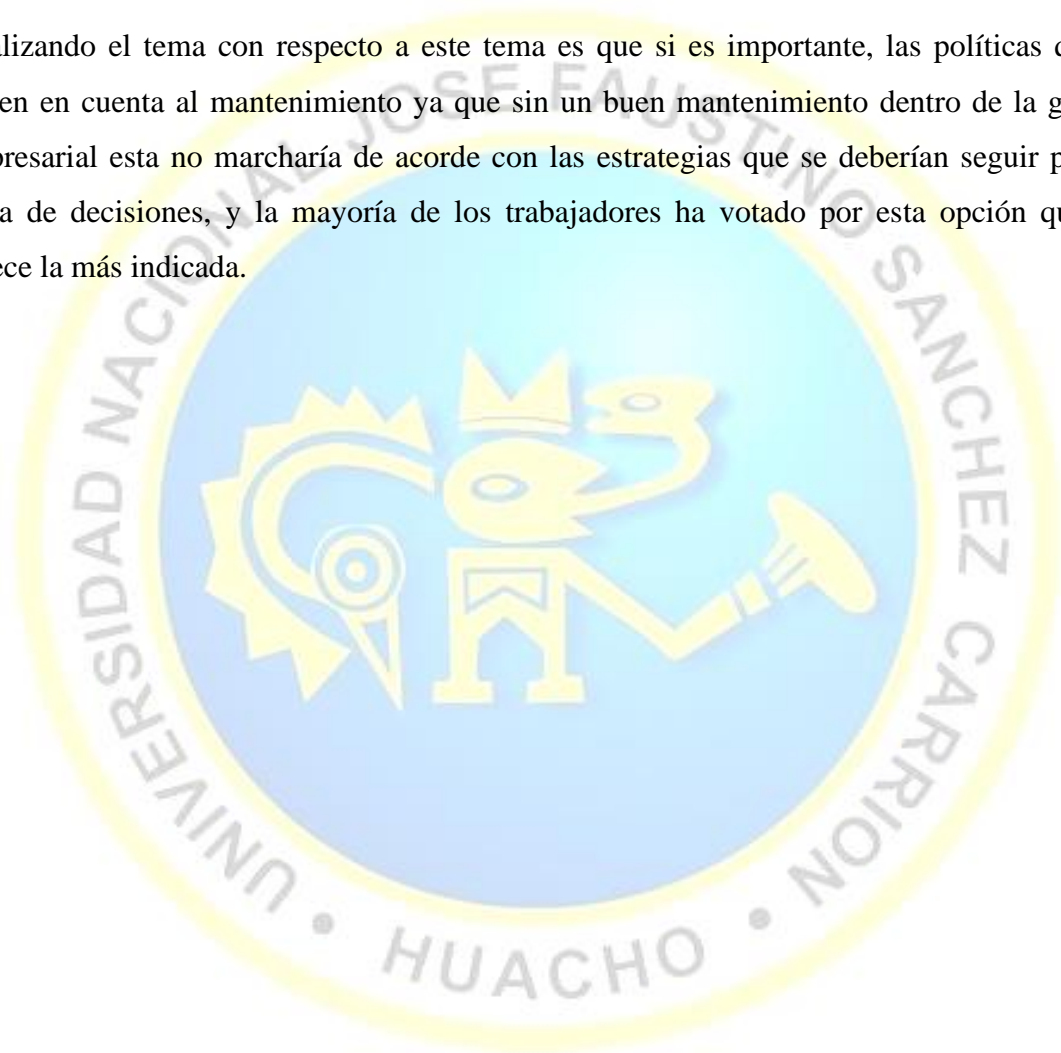 alizando el tema con respecto a este tema es que si es importante, las políticas
en en cuenta al mantenimiento ya que sin un buen mantenimiento dentro de la g
presarial esta no marcharía de acorde con las estrategias que se deberían seguir p
a de decisiones, y la mayoría de los trabajadores ha votado por esta opción qu
ece la más indicada.
UNIVERSIDAD NACIONAL JOSE FAUSTINO SANCHEZ CARRION
• HUACHO •